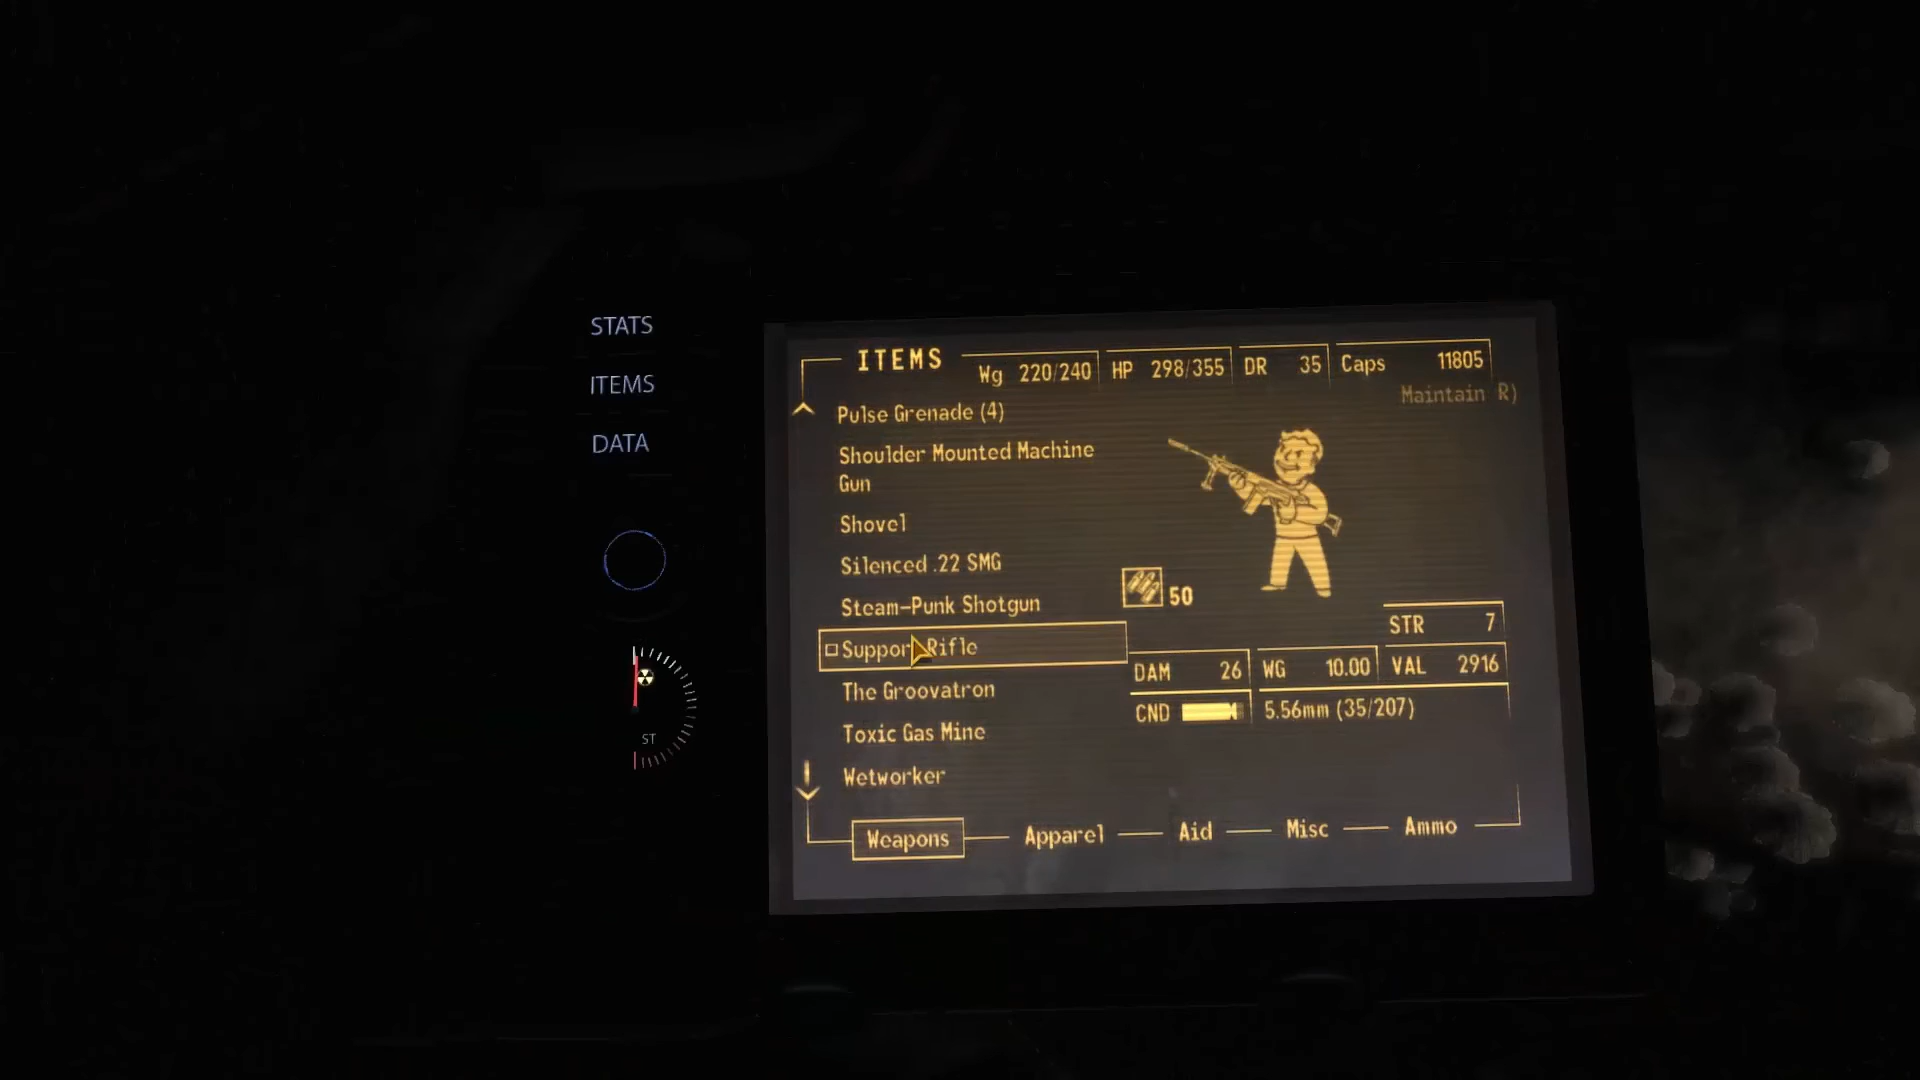 STATS
ITEMS
DATA
ST
ITEMS
Wg 220/240
HP 298/355
DR 35
Caps 11805
Maintain R)
Pulse Grenade (4)
Shoulder Mounted Machine
Gun
Shovel
Silenced .22 SMG
Steam-Punk Shotgun
Support Rifle
The Groovatron
Toxic Gas Mine
Wetworker
50
STR 7
DAM 26
WG 10.00
VAL 2916
CND
5.56mm (35/207)
Weapons
Apparel
Aid
Misc
Ammo